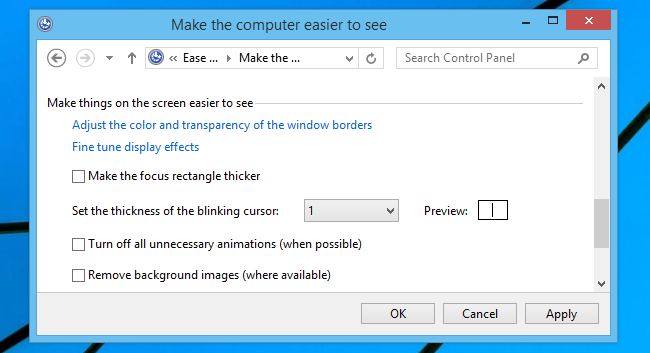 Make the computer easier to see
« Ease ... Make the ... Search Control Panel
Make things on the screen easier to see
Adjust the color and transparency of the window borders
Fine tune display effects
Make the focus rectangle thicker
Set the thickness of the blinking cursor: 1 Preview:
Turn off all unnecessary animations (when possible)
Remove background images (where available)
OK Cancel Apply